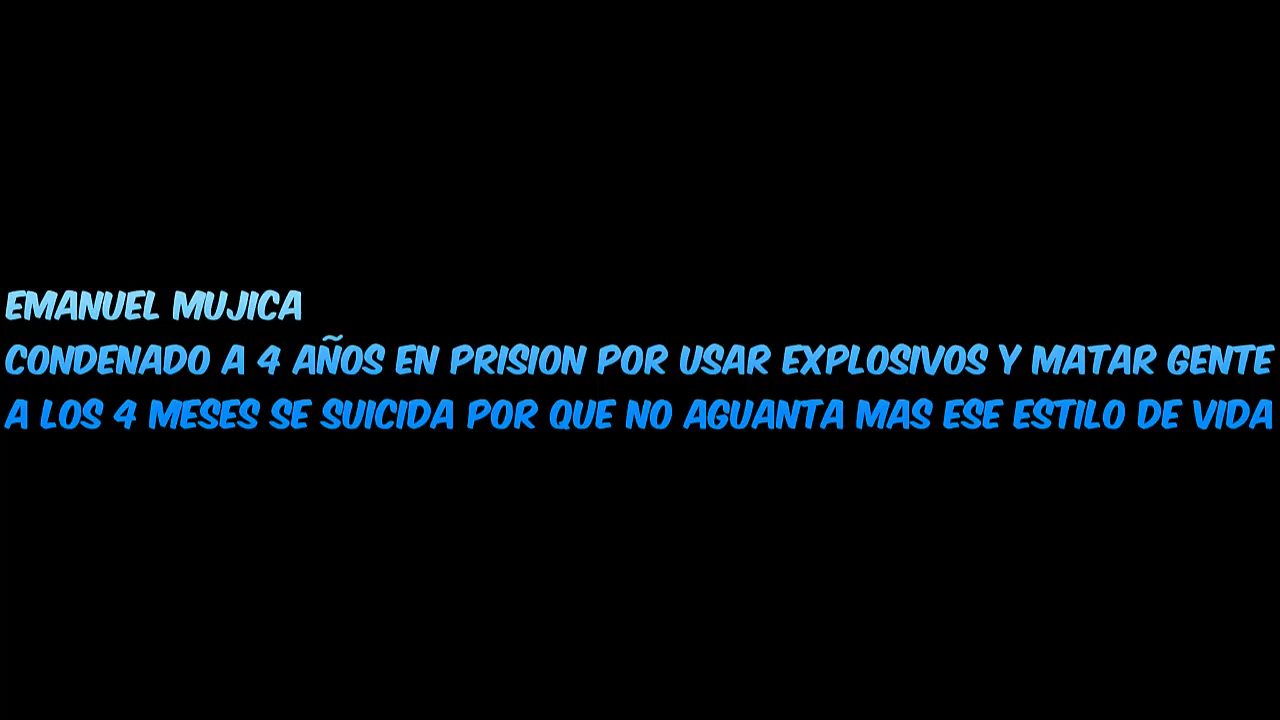 EMANUEL MUJICA
CONDENADO A 4 AÑOS EN PRISION POR USAR EXPLOSIVOS Y MATAR GENTE
A LOS 4 MESES SE SUICIDA POR QUE NO AGUANTA MAS ESE ESTILO DE VIDA